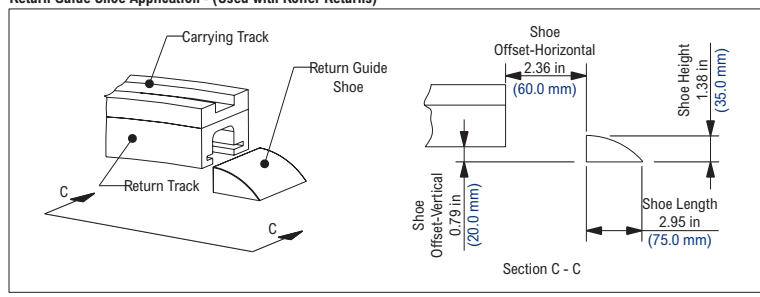 Return Guide Shoe Application - (Used with Roller Returns)
Carrying Track
Return Guide
Shoe
Return Track
C
C
Shoe
Offset-Horizontal
2.36 in
(60.0 mm)
Shoe Height
1.38 in
(35.0 mm)
Shoe
Offset-Vertical
0.79 in
(20.0 mm)
Shoe Length
2.95 in
(75.0 mm)
Section C - C